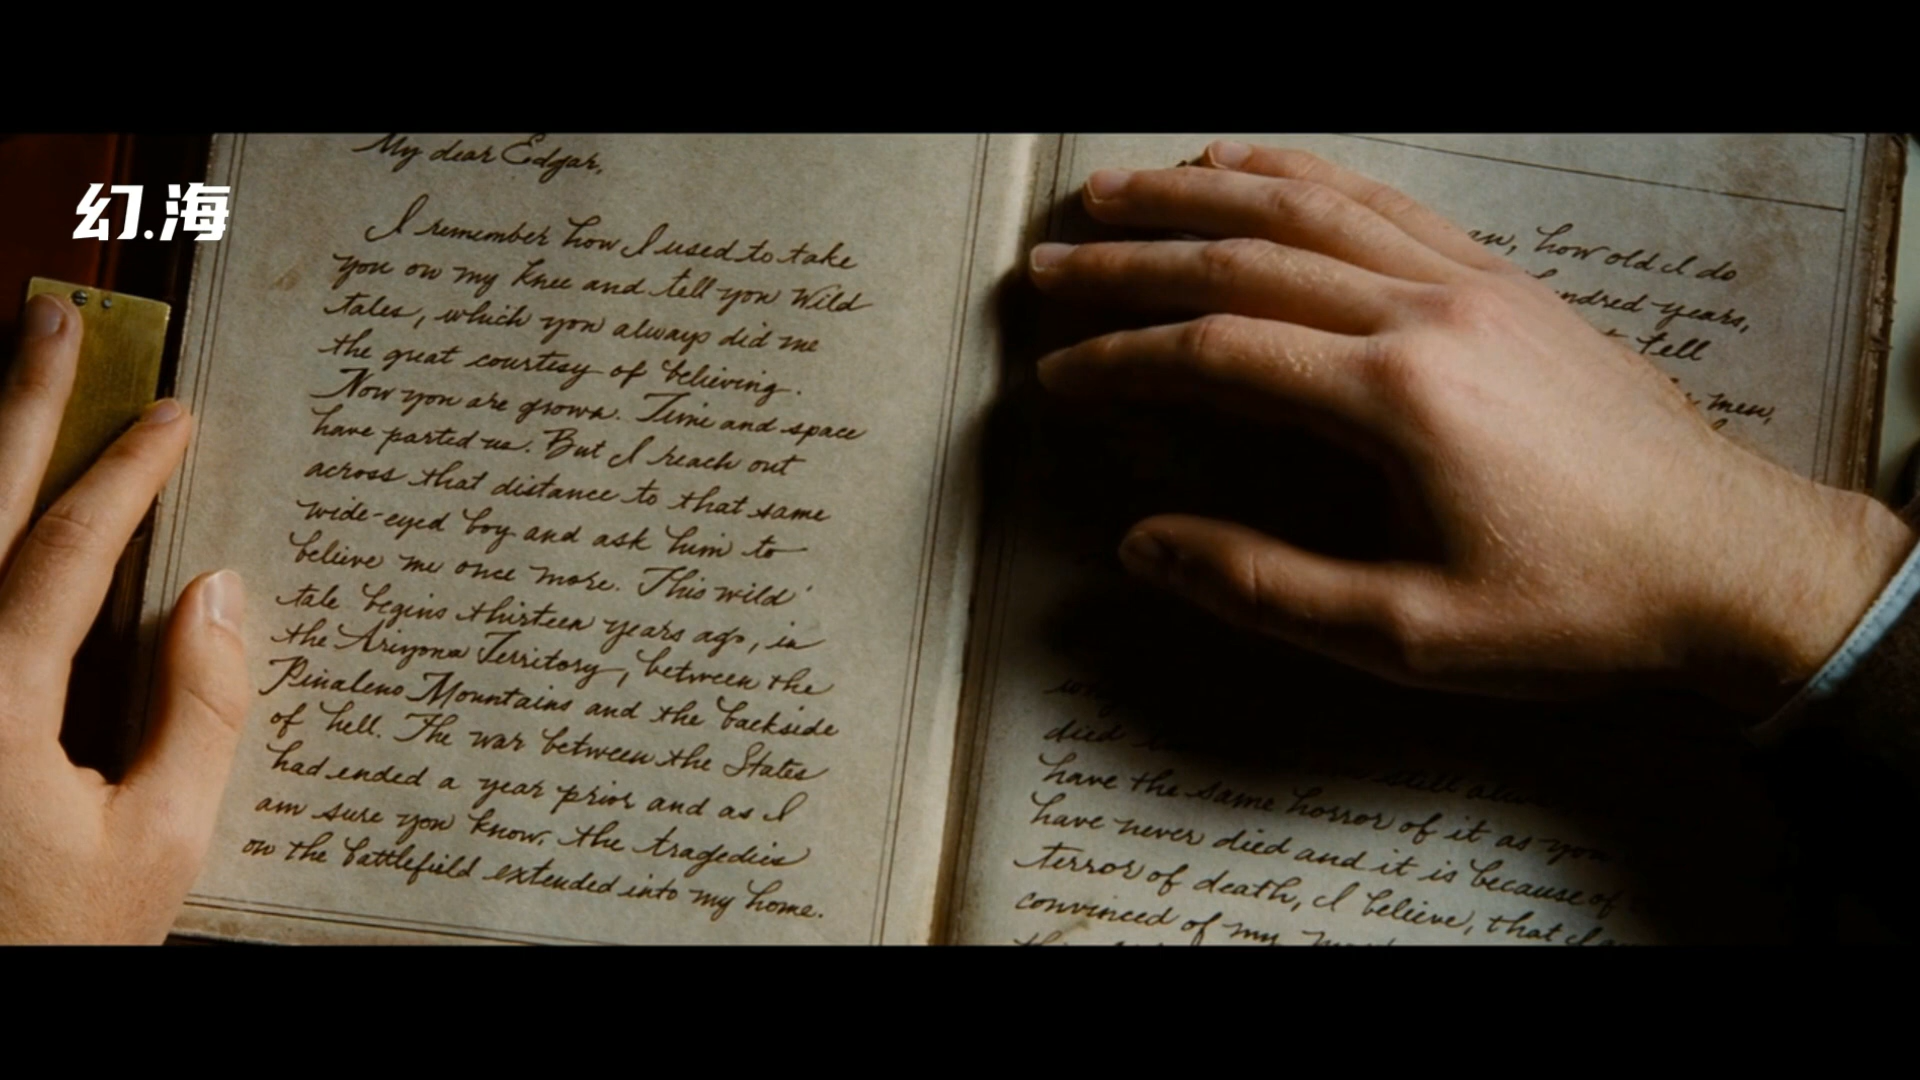 幻.海
My dear Edgar,
I remember how I used to take
you on my knee and tell you wild
tales, which you always did me
the great courtesy of believing.
Now you are grown. Time and space
have parted us. But I reach out
across that distance to that same
wide-eyed boy and ask him to
believe me once more. This wild
tale begins thirteen years ago, in
the Arizona Territory, between the
Pinaleno Mountains and the backside
of hell. The war between the States
had ended a year prior and as I
am sure you know, the tragedies
on the battlefield extended into my home.
how old I do
years,
tell
men,
died
still
have the same horror of it as you
have never died and it is because of
terror of death, I believe, that I
convinced of my